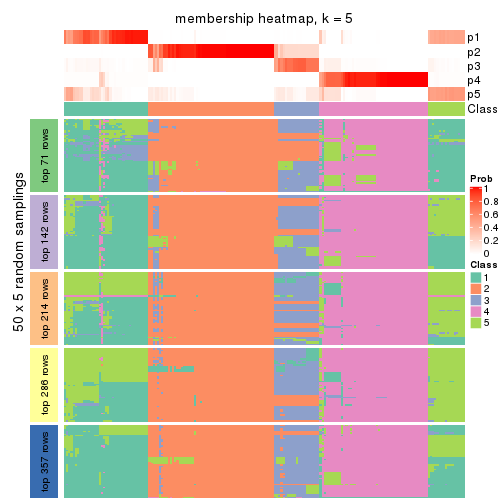 membership heatmap, k = 5
p1
p2
p3
p4
p5
Class
50 x 5 random samplings
top 71 rows
top 142 rows
top 214 rows
top 286 rows
top 357 rows
Prob
1
0.8
0.6
0.4
0.2
0
Class
1
2
3
4
5